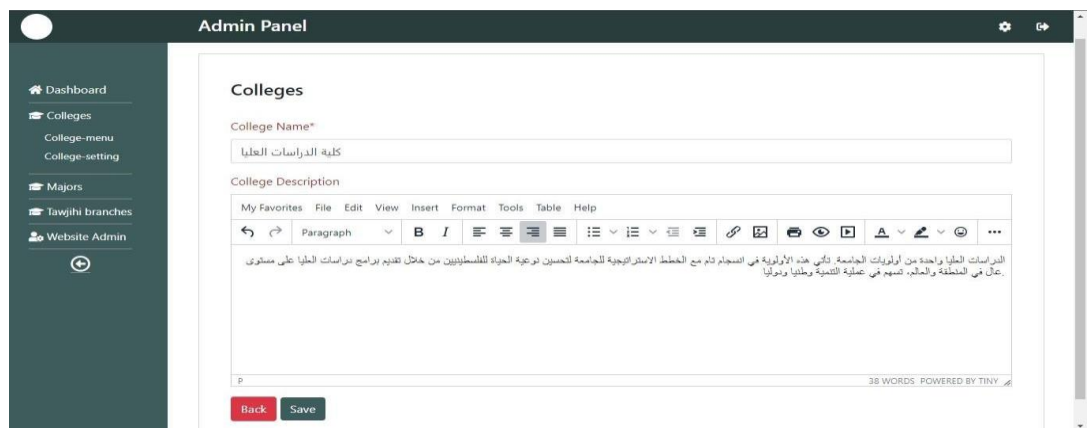 Admin Panel
Dashboard
Colleges
College-menu
College-setting
Majors
Tawjihi branches
Website Admin
Colleges
College Name*
كلية الدراسات العليا
College Description
My Favorites File Edit View Insert Format Tools Table Help
Paragraph B I A
الدراسات العليا واحدة من أولويات الجامعة. تأتي هذه الأولوية في انسجام تام مع الخطط الاستراتيجية للجامعة لتحسين نوعية الحياة للفلسطينيين من خلال تقديم برامج دراسات العليا على مستوى
عال في المنطقة والعالم، تسهم في عملية التنمية وطنيا ودوليا.
P 38 WORDS POWERED BY TINY
Back Save